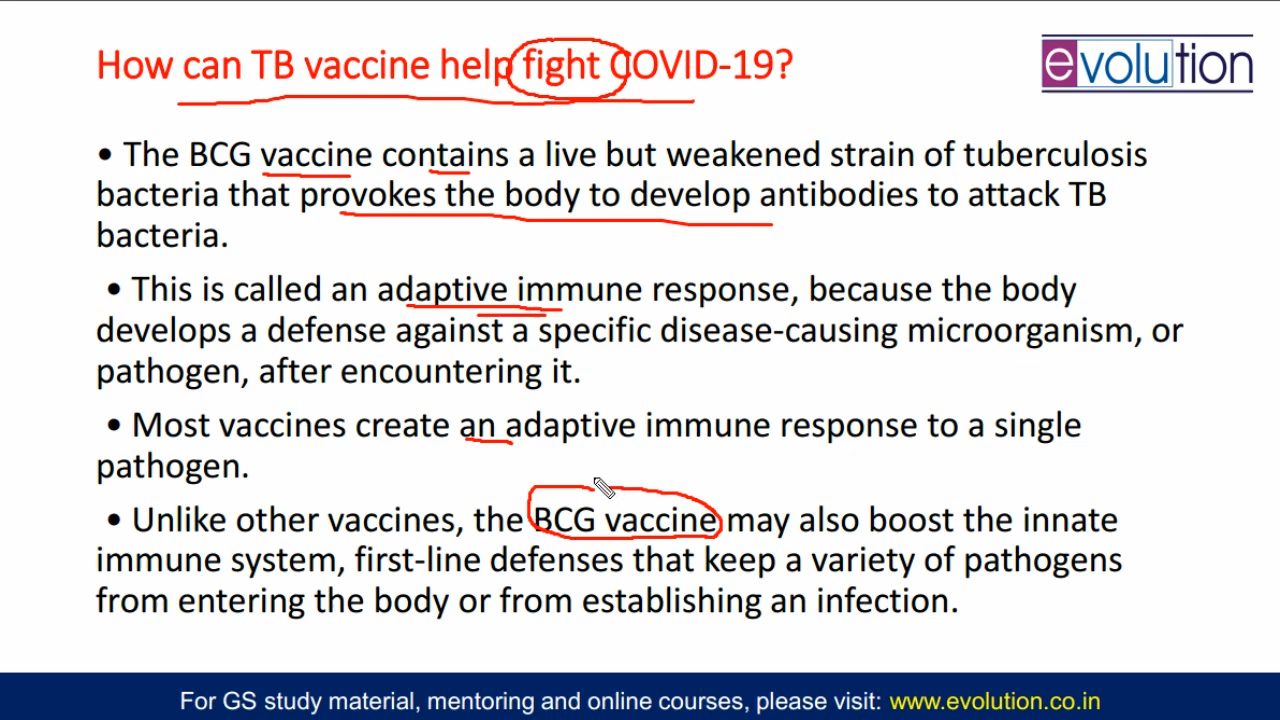 How can TB vaccine help fight COVID-19?
evolution
• The BCG vaccine contains a live but weakened strain of tuberculosis
bacteria that provokes the body to develop antibodies to attack TB
bacteria.
• This is called an adaptive immune response, because the body
develops a defense against a specific disease-causing microorganism, or
pathogen, after encountering it.
• Most vaccines create an adaptive immune response to a single
pathogen.
• Unlike other vaccines, the BCG vaccine may also boost the innate
immune system, first-line defenses that keep a variety of pathogens
from entering the body or from establishing an infection.
For GS study material, mentoring and online courses, please visit: www.evolution.co.in